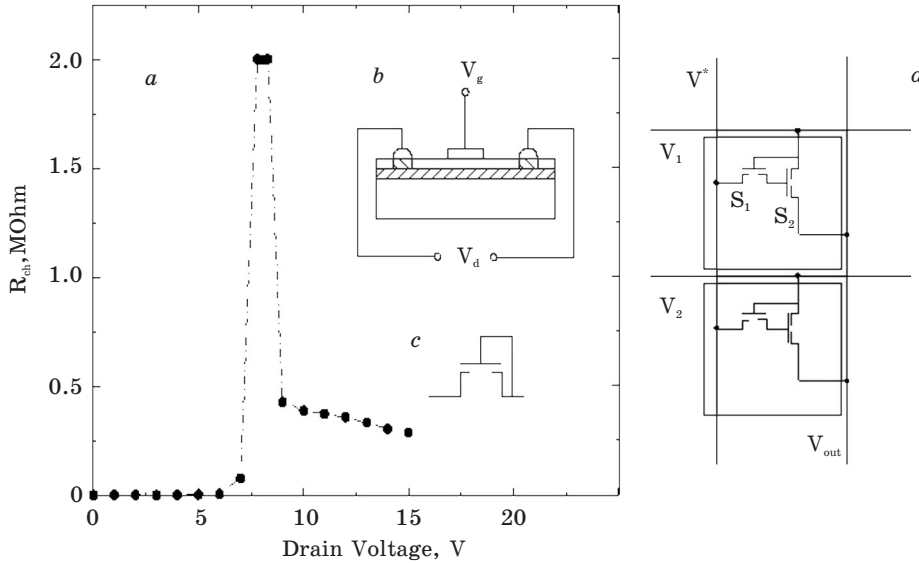 a
b
V_g
V_d
c
2.0
1.5
1.0
0.5
0
R_ch, MOhm
0 5 10 15 20
Drain Voltage, V
V* d
V_1
S_1
S_2
V_2
V_out